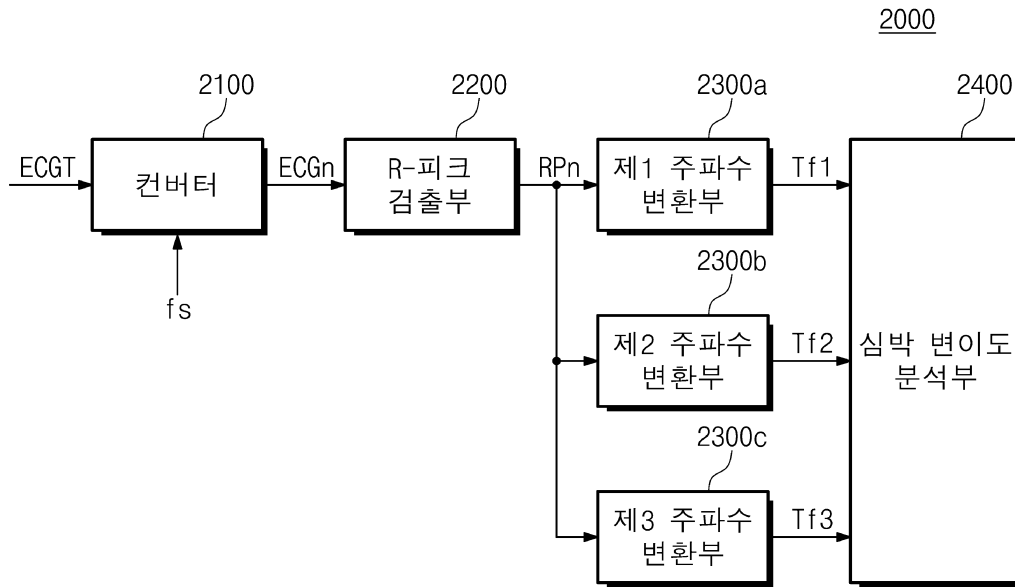 2000
2100
2200
2300a
2400
ECGT
컨버터
ECGn
R-피크
검출부
RPn
제1 주파수
변환부
Tf1
fs
2300b
제2 주파수
변환부
Tf2
심박 변이도
분석부
2300c
제3 주파수
변환부
Tf3